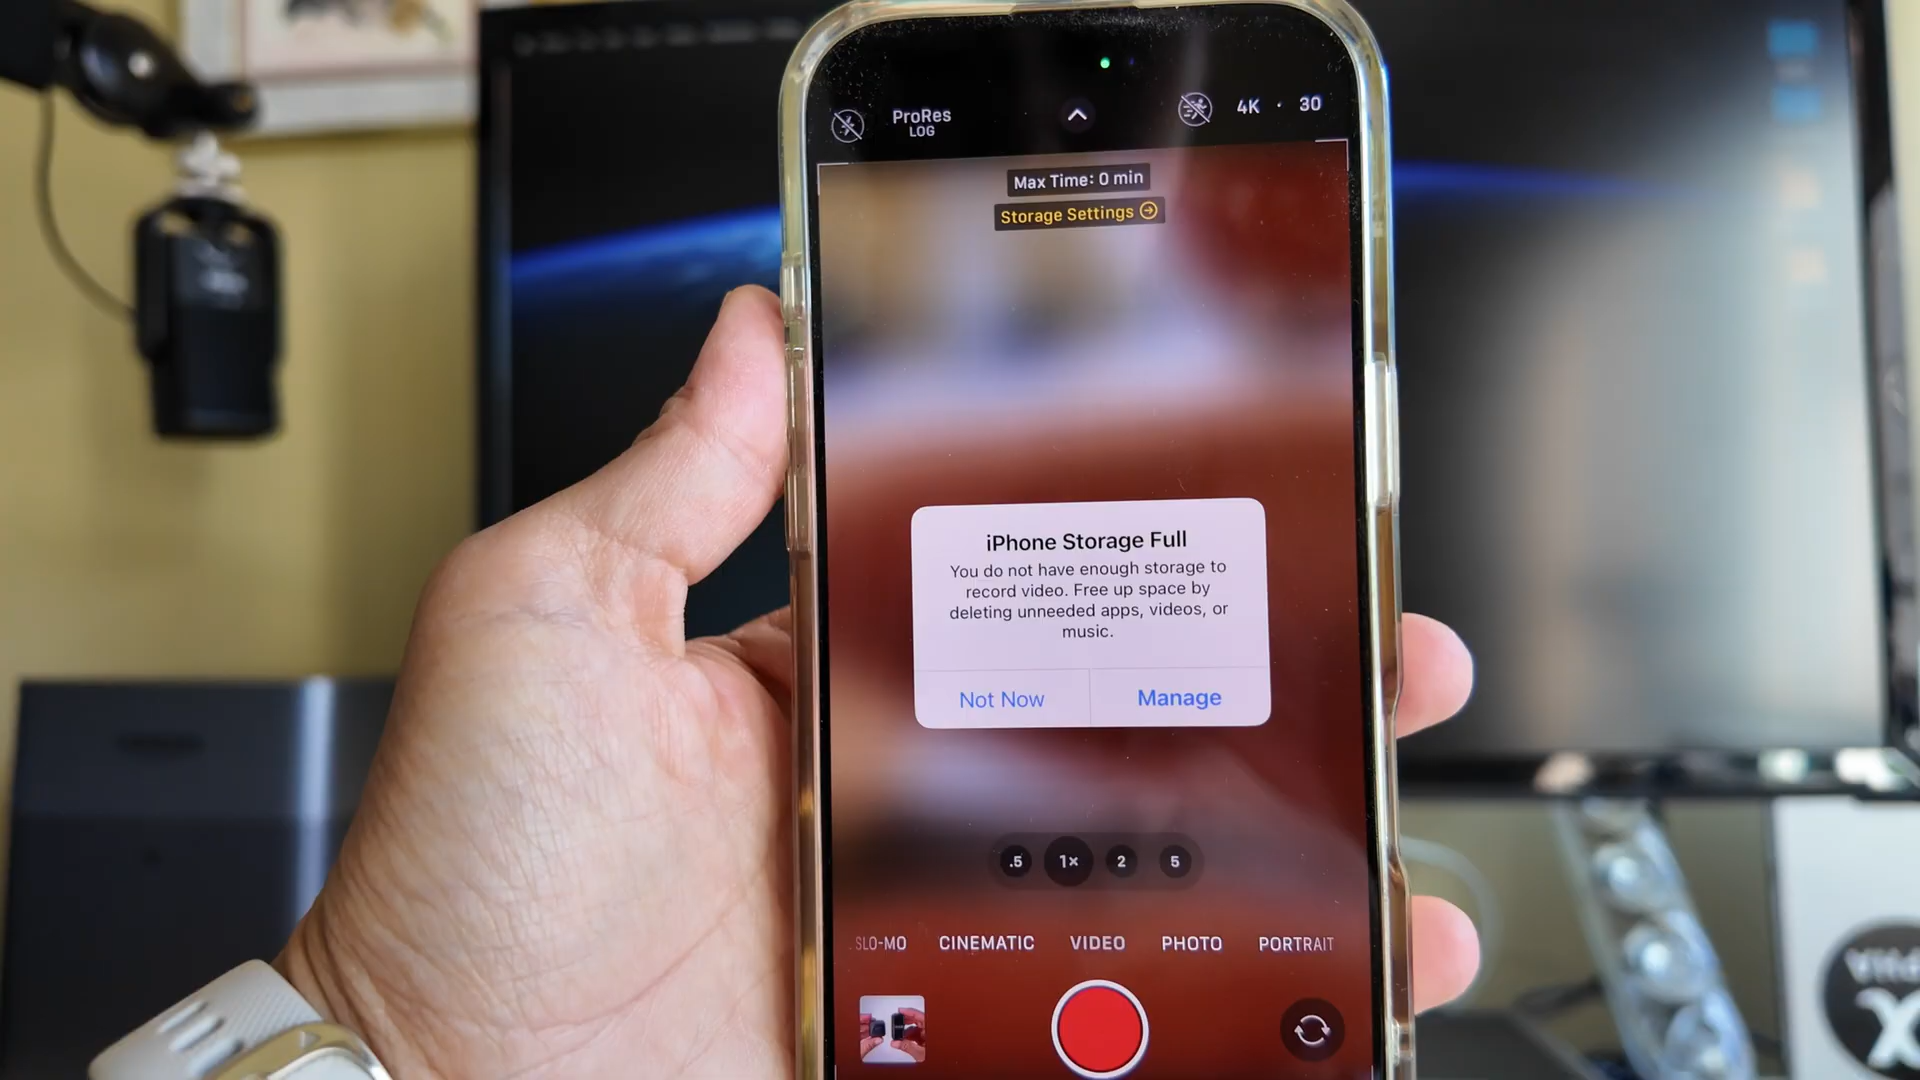 ProRes
LOG
4K · 30
Max Time: 0 min
Storage Settings
iPhone Storage Full
You do not have enough storage to
record video. Free up space by
deleting unneeded apps, videos, or
music.
Not Now
Manage
.5
1×
2
5
SLO-MO
CINEMATIC
VIDEO
PHOTO
PORTRAIT